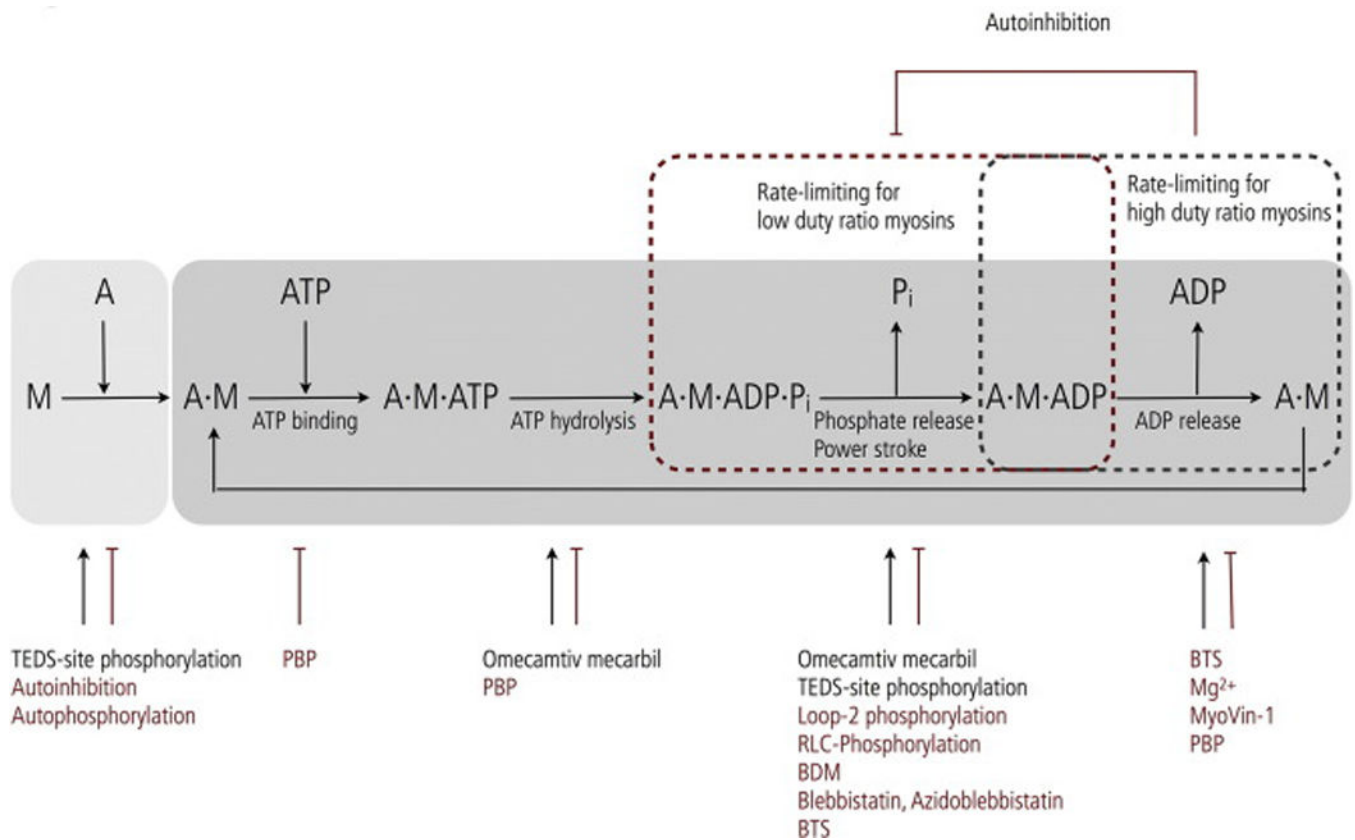 Autoinhibition
Rate-limiting for
low duty ratio myosins
Rate-limiting for
high duty ratio myosins
A
ATP
Pi
ADP
M
A·M
A·M·ATP
A·M·ADP·Pi
A·M·ADP
A·M
ATP binding
ATP hydrolysis
Phosphate release
Power stroke
ADP release
TEDS-site phosphorylation
Autoinhibition
Autophosphorylation
PBP
Omecamtiv mecarbil
PBP
Omecamtiv mecarbil
TEDS-site phosphorylation
Loop-2 phosphorylation
RLC-Phosphorylation
BDM
Blebbistatin, Azidoblebbistatin
BTS
BTS
Mg²⁺
MyoVin-1
PBP